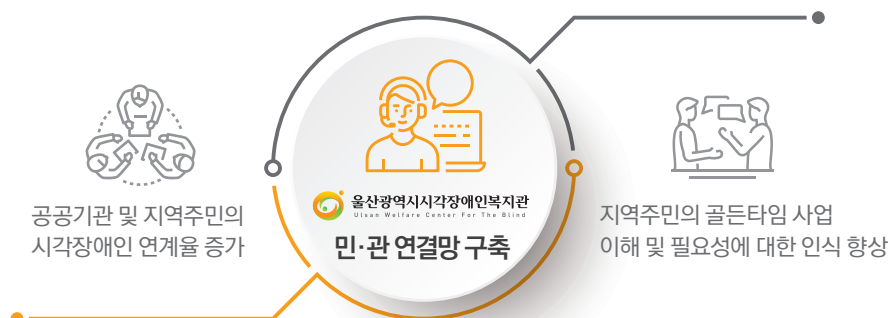 공공기관 및 지역주민의
시각장애인 연계율 증가
울산광역시시각장애인복지관
Ulsan Welfare Center For The Blind
민·관 연결망 구축
지역주민의 골든타임 사업
이해 및 필요성에 대한 인식 향상